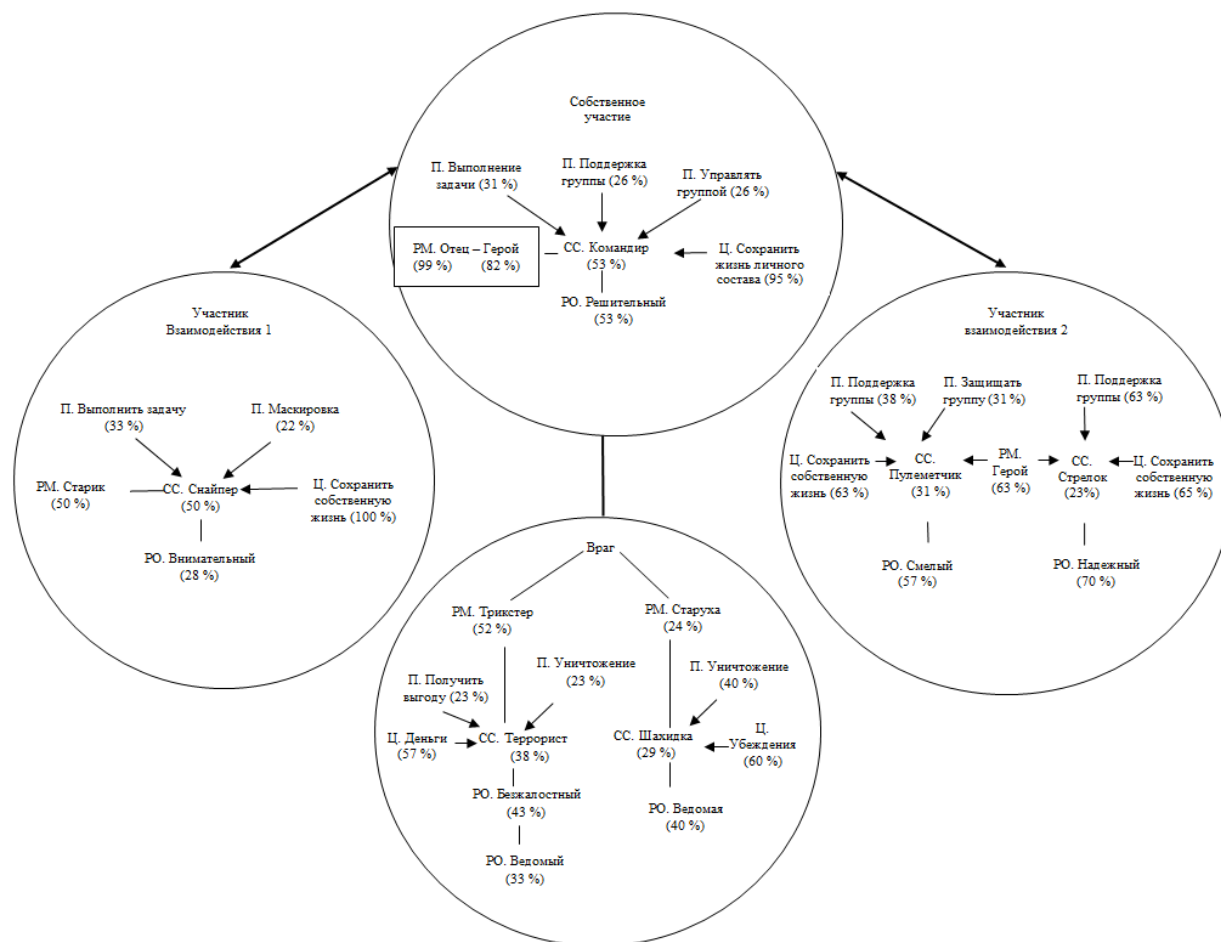 Собственное
участие
П. Выполнение
задачи (31 %)
П. Поддержка
группы (26 %)
П. Управлять
группой (26 %)
РМ. Отец – Герой
(99 %) (82 %)
СС. Командир
(53 %)
Ц. Сохранить
жизнь личного
состава (95 %)
РО. Решительный
(53 %)
Участник
Взаимодействия 1
П. Выполнить задачу
(33 %)
П. Маскировка
(22 %)
РМ. Старик
(50 %)
СС. Снайпер
(50 %)
Ц. Сохранить
собственную
жизнь (100 %)
РО. Внимательный
(28 %)
Участник
взаимодействия 2
П. Поддержка
группы (38 %)
П. Защищать
группу (31 %)
П. Поддержка
группы (63 %)
Ц. Сохранить
собственную
жизнь (63 %)
СС.
Пулеметчик
(31 %)
РМ.
Герой
(63 %)
СС.
Стрелок
(23%)
Ц. Сохранить
собственную
жизнь (65 %)
РО. Смелый
(57 %)
РО. Надежный
(70 %)
Враг
РМ. Трикстер
(52 %)
РМ. Старуха
(24 %)
П. Получить
выгоду (23 %)
П. Уничтожение
(23 %)
П. Уничтожение
(40 %)
Ц. Деньги
(57 %)
СС. Террорист
(38 %)
СС. Шахидка
(29 %)
Ц.
Убеждения
(60 %)
РО. Безжалостный
(43 %)
РО. Ведомая
(40 %)
РО. Ведомый
(33 %)